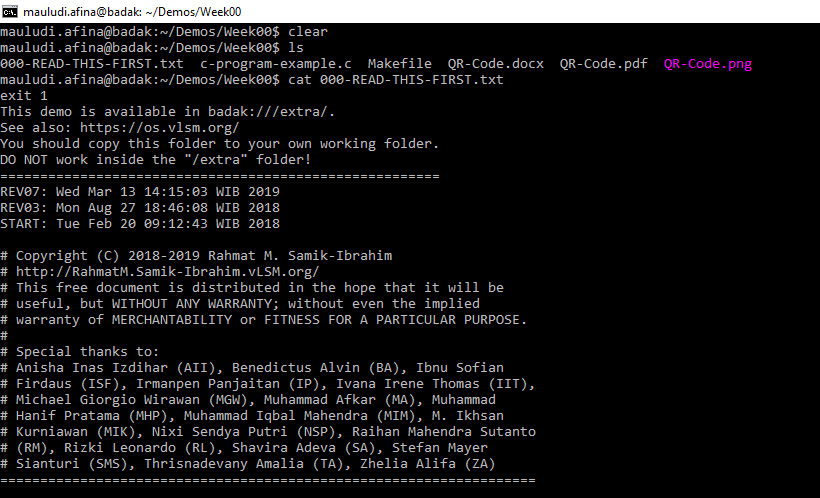 mauludi.afina@badak: ~/Demos/Week00
mauludi.afina@badak:~/Demos/Week00$ clear
mauludi.afina@badak:~/Demos/Week00$ ls
000-READ-THIS-FIRST.txt  c-program-example.c  Makefile  QR-Code.docx  QR-Code.pdf  QR-Code.png
mauludi.afina@badak:~/Demos/Week00$ cat 000-READ-THIS-FIRST.txt
exit 1
This demo is available in badak:///extra/.
See also: https://os.vlsm.org/
You should copy this folder to your own working folder.
DO NOT work inside the "/extra" folder!
=======================================================
REV07: Wed Mar 13 14:15:03 WIB 2019
REV03: Mon Aug 27 18:46:08 WIB 2018
START: Tue Feb 20 09:12:43 WIB 2018
# Copyright (C) 2018-2019 Rahmat M. Samik-Ibrahim
# http://RahmatM.Samik-Ibrahim.vLSM.org/
# This free document is distributed in the hope that it will be
# useful, but WITHOUT ANY WARRANTY; without even the implied
# warranty of MERCHANTABILITY or FITNESS FOR A PARTICULAR PURPOSE.
#
# Special thanks to:
# Anisha Inas Izdihar (AII), Benedictus Alvin (BA), Ibnu Sofian
# Firdaus (ISF), Irmanpen Panjaitan (IP), Ivana Irene Thomas (IIT),
# Michael Giorgio Wirawan (MGW), Muhammad Afkar (MA), Muhammad
# Hanif Pratama (MHP), Muhammad Iqbal Mahendra (MIM), M. Ikhsan
# Kurniawan (MIK), Nixi Sendya Putri (NSP), Raihan Mahendra Sutanto
# (RM), Rizki Leonardo (RL), Shavira Adeva (SA), Stefan Mayer
# Sianturi (SMS), Thrisnadevany Amalia (TA), Zhelia Alifa (ZA)
===================================================================